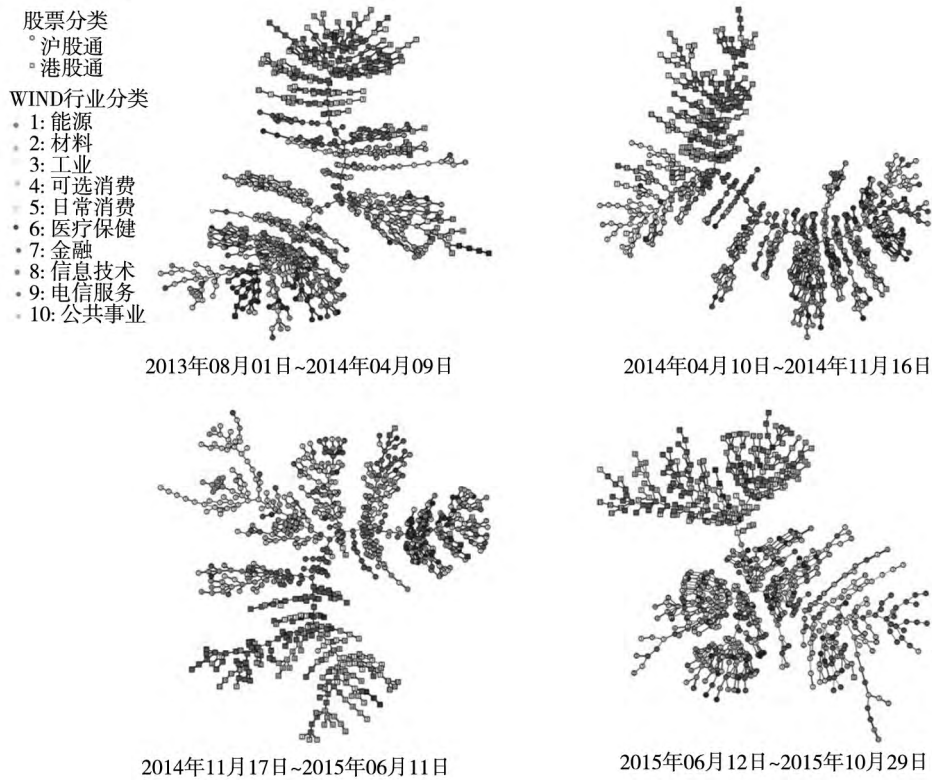 股票分类
沪股通
港股通
WIND行业分类
1: 能源
2: 材料
3: 工业
4: 可选消费
5: 日常消费
6: 医疗保健
7: 金融
8: 信息技术
9: 电信服务
10: 公共事业
2013年08月01日~2014年04月09日
2014年04月10日~2014年11月16日
2014年11月17日~2015年06月11日
2015年06月12日~2015年10月29日